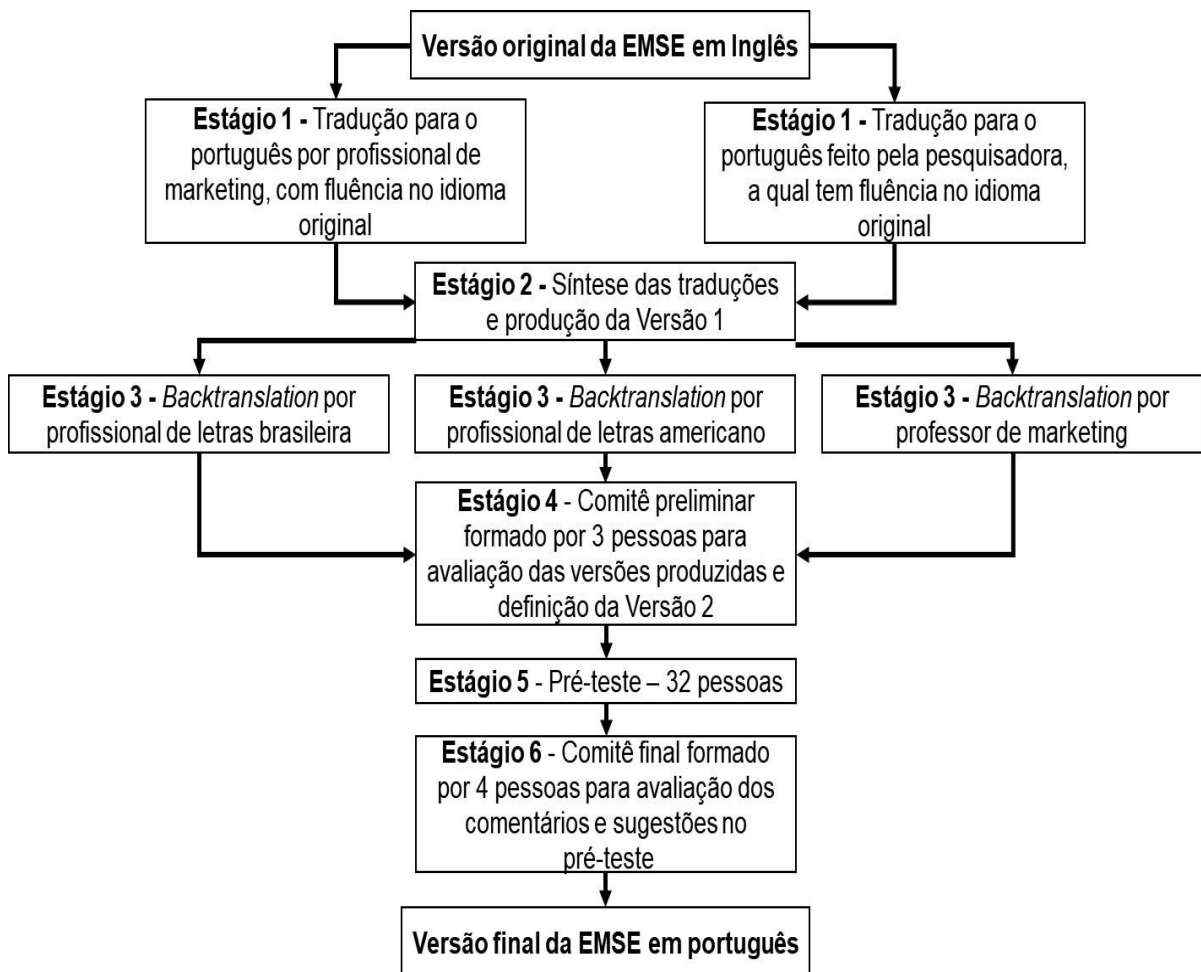 Versão original da EMSE em Inglês
Estágio 1 - Tradução para o
português por profissional de
marketing, com fluência no idioma
original
Estágio 1 - Tradução para o
português feito pela pesquisadora,
a qual tem fluência no idioma
original
Estágio 2 - Síntese das traduções
e produção da Versão 1
Estágio 3 - Backtranslation por
profissional de letras brasileira
Estágio 3 - Backtranslation por
profissional de letras americano
Estágio 3 - Backtranslation por
professor de marketing
Estágio 4 - Comitê preliminar
formado por 3 pessoas para
avaliação das versões produzidas e
definição da Versão 2
Estágio 5 - Pré-teste – 32 pessoas
Estágio 6 - Comitê final formado
por 4 pessoas para avaliação dos
comentários e sugestões no
pré-teste
Versão final da EMSE em português